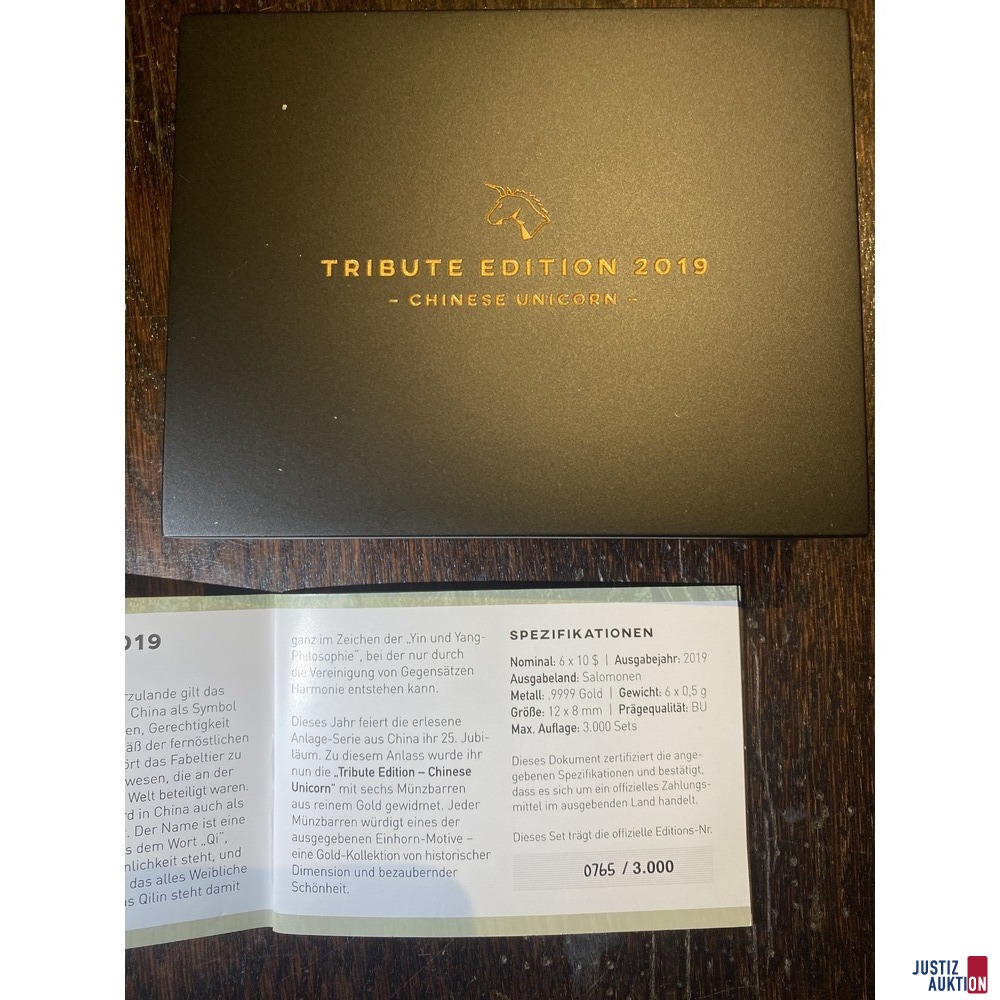 TRIBUTE EDITION 2019
– CHINESE UNICORN –
019
rzulande gilt das
China als Symbol
en, Gerechtigkeit
äß der fernöstlichen
ört das Fabeltier zu
wesen, die an der
Welt beteiligt waren.
rd in China auch als
. Der Name ist eine
s dem Wort „Qi“,
nlichkeit steht, und
das alles Weibliche
as Qilin steht damit
ganz im Zeichen der „Yin und Yang-
Philosophie“, bei der nur durch
die Vereinigung von Gegensätzen
Harmonie entstehen kann.
Dieses Jahr feiert die erlesene
Anlage-Serie aus China ihr 25. Jubi-
läum. Zu diesem Anlass wurde ihr
nun die „Tribute Edition – Chinese
Unicorn“ mit sechs Münzbarren
aus reinem Gold gewidmet. Jeder
Münzbarren würdigt eines der
ausgegebenen Einhorn-Motive –
eine Gold-Kollektion von historischer
Dimension und bezaubernder
Schönheit.
SPEZIFIKATIONEN
Nominal: 6 x 10 $ | Ausgabejahr: 2019
Ausgabeland: Salomonen
Metall: .9999 Gold | Gewicht: 6 x 0,5 g
Größe: 12 x 8 mm | Prägequalität: BU
Max. Auflage: 3.000 Sets
Dieses Dokument zertifiziert die ange-
gebenen Spezifikationen und bestätigt,
dass es sich um ein offizielles Zahlungs-
mittel im ausgebenden Land handelt.
Dieses Set trägt die offizielle Editions-Nr.
0765 / 3.000
JUSTIZ
AUKTION